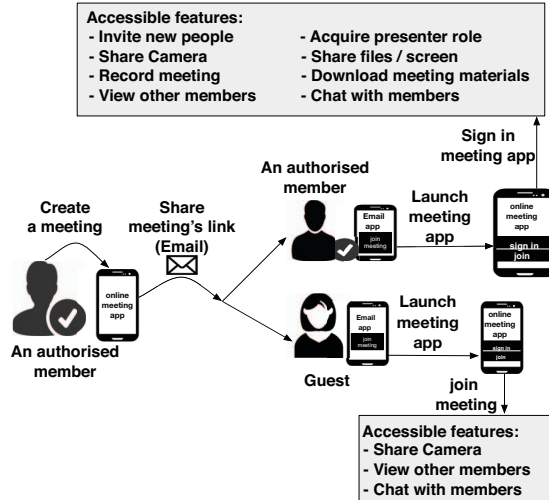 Accessible features:
- Invite new people
- Share Camera
- Record meeting
- View other members
- Acquire presenter role
- Share files / screen
- Download meeting materials
- Chat with members
Sign in
meeting app
An authorised
member
Create
a meeting
Share
meeting's link
(Email)
Email
app
join
meeting
Launch
meeting
app
online
meeting
app
sign in
join
online
meeting
app
An authorised
member
Email
app
join
meeting
Guest
Launch
meeting
app
online
meeting
app
sign in
join
join
meeting
Accessible features:
- Share Camera
- View other members
- Chat with members